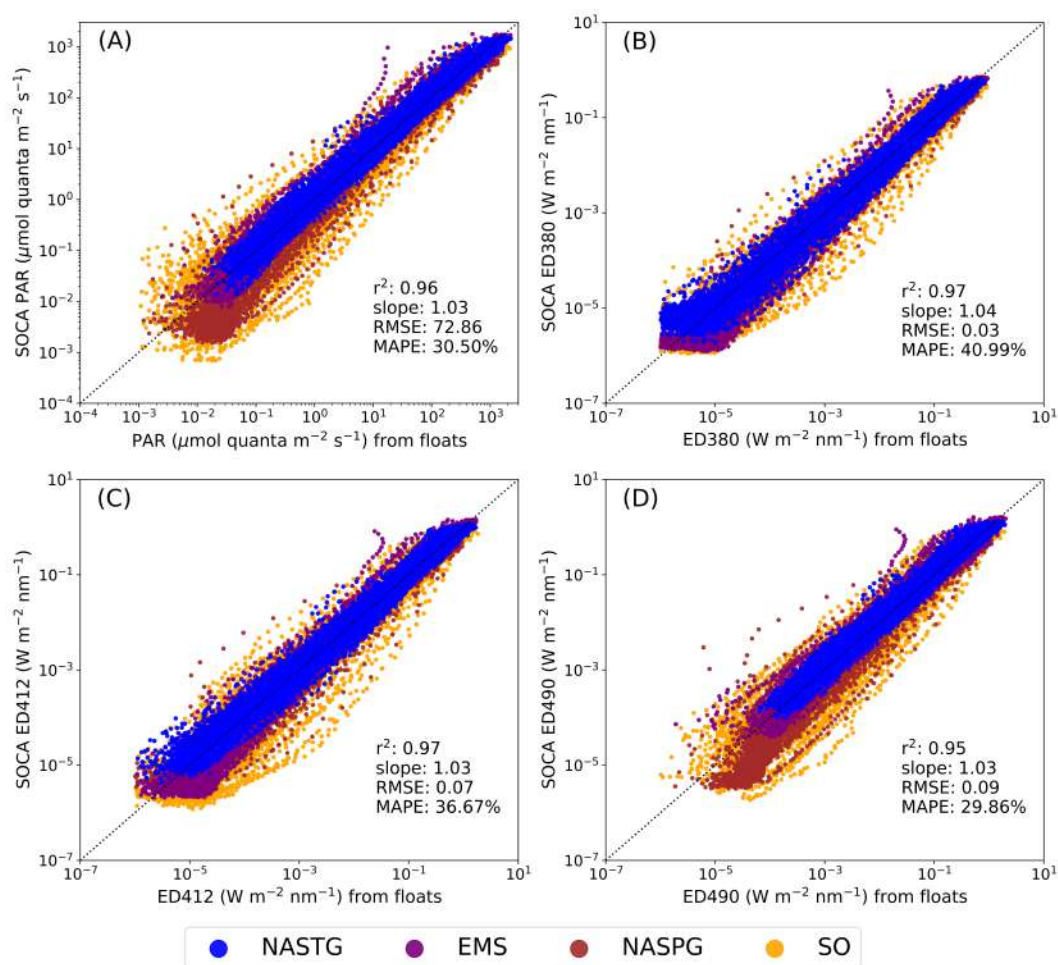 (A)
SOCA PAR (μmol quanta m⁻² s⁻¹)
10³
10²
10¹
10⁰
10⁻¹
10⁻²
10⁻³
10⁻⁴
r²: 0.96
slope: 1.03
RMSE: 72.86
MAPE: 30.50%
10⁻⁴ 10⁻³ 10⁻² 10⁻¹ 10⁰ 10¹ 10² 10³
PAR (μmol quanta m⁻² s⁻¹) from floats
(B)
SOCA ED380 (W m⁻² nm⁻¹)
10¹
10⁻¹
10⁻³
10⁻⁵
10⁻⁷
r²: 0.97
slope: 1.04
RMSE: 0.03
MAPE: 40.99%
10⁻⁷ 10⁻⁵ 10⁻³ 10⁻¹ 10¹
ED380 (W m⁻² nm⁻¹) from floats
(C)
SOCA ED412 (W m⁻² nm⁻¹)
10¹
10⁻¹
10⁻³
10⁻⁵
10⁻⁷
r²: 0.97
slope: 1.03
RMSE: 0.07
MAPE: 36.67%
10⁻⁷ 10⁻⁵ 10⁻³ 10⁻¹ 10¹
ED412 (W m⁻² nm⁻¹) from floats
(D)
SOCA ED490 (W m⁻² nm⁻¹)
10¹
10⁻¹
10⁻³
10⁻⁵
10⁻⁷
r²: 0.95
slope: 1.03
RMSE: 0.09
MAPE: 29.86%
10⁻⁷ 10⁻⁵ 10⁻³ 10⁻¹ 10¹
ED490 (W m⁻² nm⁻¹) from floats
NASTG EMS NASPG SO